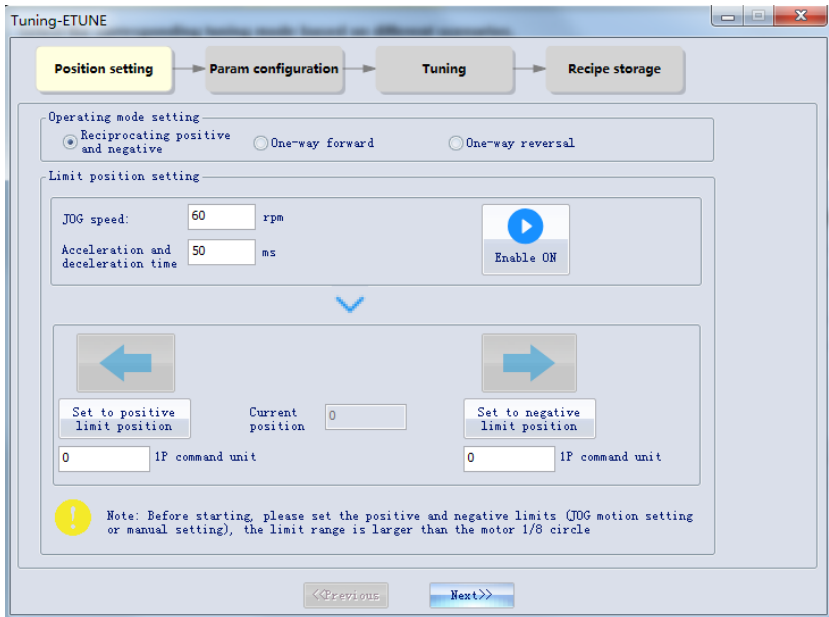 Tuning-ETUNE
Position setting
Param configuration
Tuning
Recipe storage
Operating mode setting
Reciprocating positive
and negative
One-way forward
One-way reversal
Limit position setting
JOG speed:
60
rpm
Acceleration and
deceleration time
50
ms
Enable ON
Set to positive
limit position
Current
position
0
Set to negative
limit position
0
1P command unit
0
1P command unit
Note: Before starting, please set the positive and negative limits (JOG motion setting
or manual setting), the limit range is larger than the motor 1/8 circle
<<Previous
Next>>